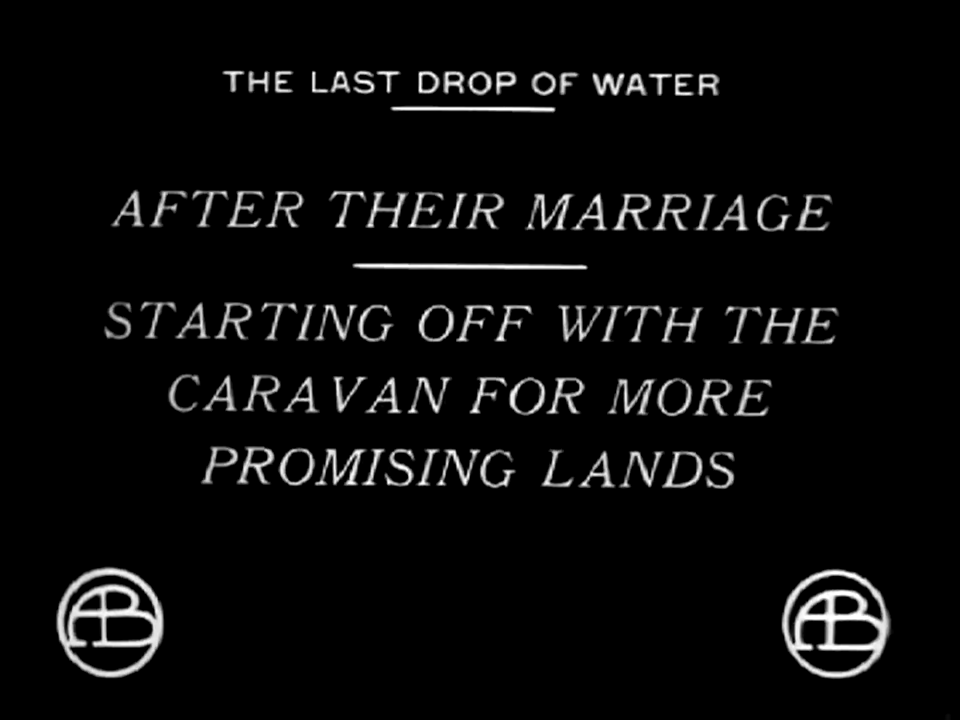 THE LAST DROP OF WATER
AFTER THEIR MARRIAGE
STARTING OFF WITH THE
CARAVAN FOR MORE
PROMISING LANDS
AB
AB